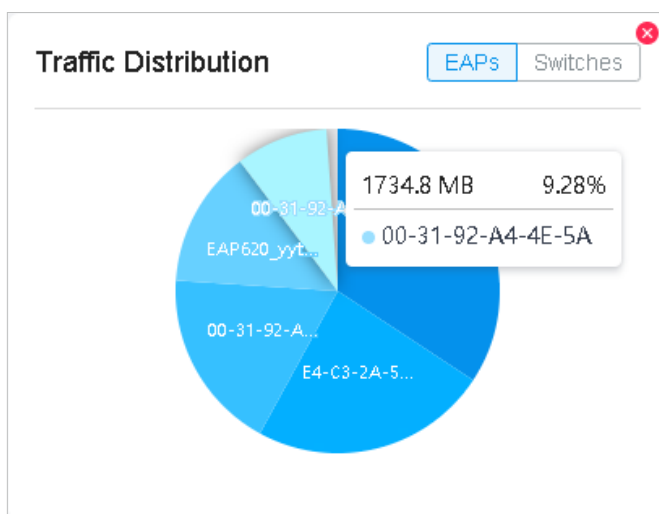 Traffic Distribution
EAPs
Switches
1734.8 MB 9.28%
00-31-92-A4-4E-5A
00-31-92-A
EAP620_yyt...
00-31-92-A...
E4-C3-2A-5...